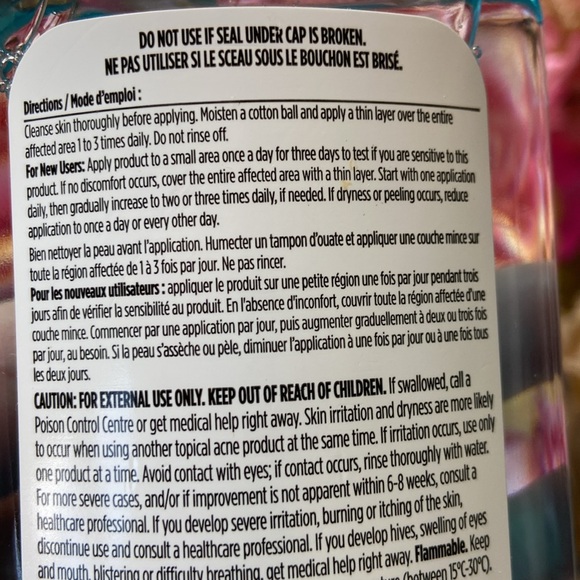 DO NOT USE IF SEAL UNDER CAP IS BROKEN.
NE PAS UTILISER SI LE SCEAU SOUS LE BOUCHON EST BRISÉ.
Directions / Mode d'emploi :
Cleanse skin thoroughly before applying. Moisten a cotton ball and apply a thin layer over the entire
affected area 1 to 3 times daily. Do not rinse off.
For New Users: Apply product to a small area once a day for three days to test if you are sensitive to this
product. If no discomfort occurs, cover the entire affected area with a thin layer. Start with one application
daily, then gradually increase to two or three times daily, if needed. If dryness or peeling occurs, reduce
application to once a day or every other day.
Bien nettoyer la peau avant l'application. Humecter un tampon d'ouate et appliquer une couche mince sur
toute la région affectée de 1 à 3 fois par jour. Ne pas rincer.
Pour les nouveaux utilisateurs : appliquer le produit sur une petite région une fois par jour pendant trois
jours afin de vérifier la sensibilité au produit. En l'absence d'inconfort, couvrir toute la région affectée d'une
couche mince. Commencer par une application par jour, puis augmenter graduellement à deux ou trois fois
par jour, au besoin. Si la peau s'assèche ou pèle, diminuer l'application à une fois par jour ou à une fois tous
les deux jours.
CAUTION: FOR EXTERNAL USE ONLY. KEEP OUT OF REACH OF CHILDREN. If swallowed, call a
Poison Control Centre or get medical help right away. Skin irritation and dryness are more likely
to occur when using another topical acne product at the same time. If irritation occurs, use only
one product at a time. Avoid contact with eyes; if contact occurs, rinse thoroughly with water.
For more severe cases, and/or if improvement is not apparent within 6-8 weeks, consult a
healthcare professional. If you develop severe irritation, burning or itching of the skin,
discontinue use and consult a healthcare professional. If you develop hives, swelling of eyes
and mouth, blistering or difficulty breathing, get medical help right away. Flammable. Keep
(between 15°C-30°C).